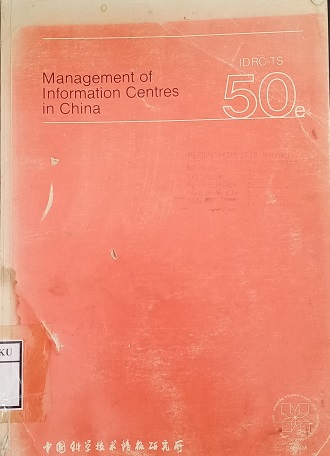 IDRC-TS
50e
Management of
Information Centres
in China
KU
中国科学技术情报研究所